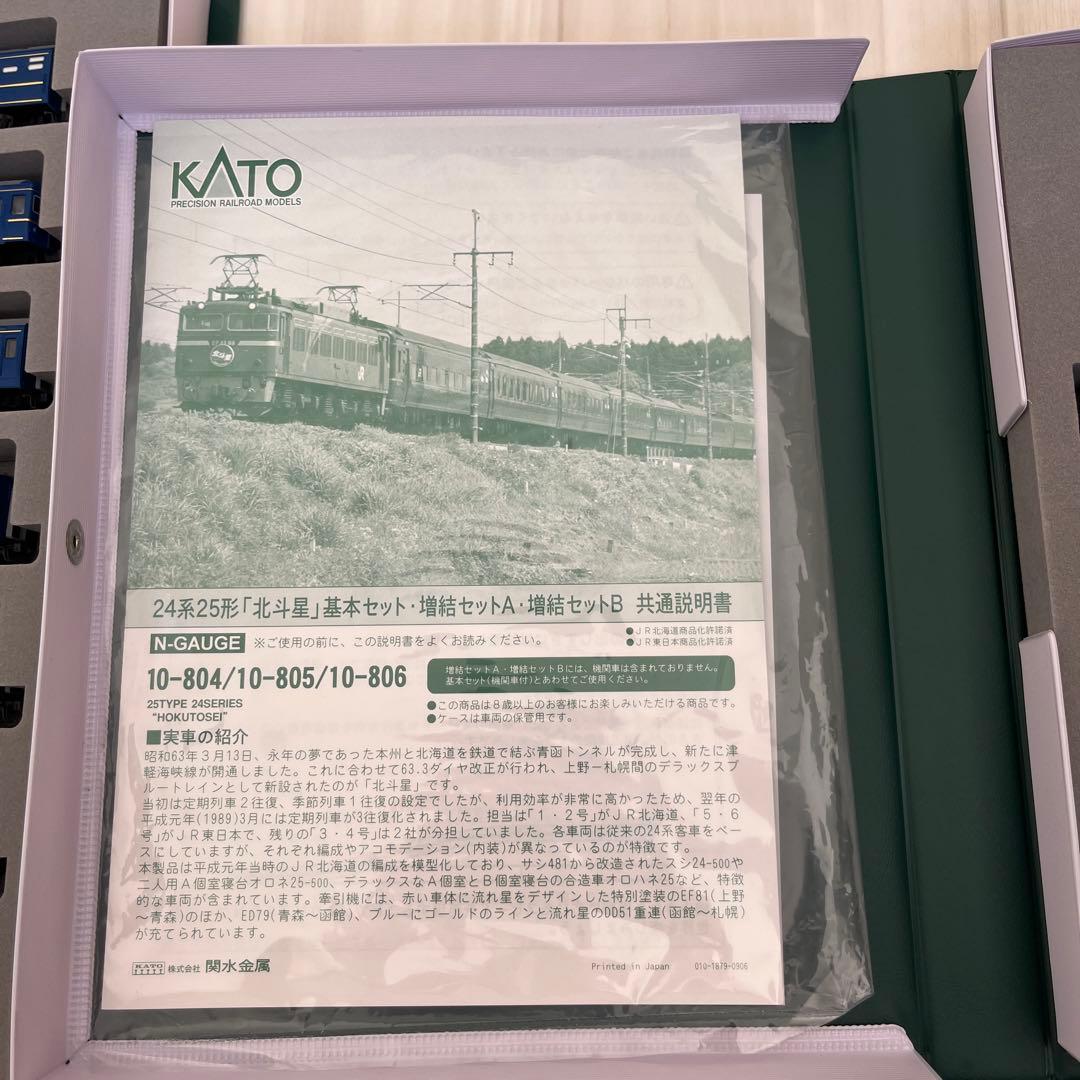 KATO
PRECISION RAILROAD MODELS
北斗星
JR
24系25形「北斗星」基本セット・増結セットA・増結セットB 共通説明書
N-GAUGE ※ご使用の前に、この説明書をよくお読みください。
●JR北海道商品化許諾済
●JR東日本商品化許諾済
10-804/10-805/10-806
増結セットA・増結セットBには、機関車は含まれておりません。
基本セット(機関車付)とあわせてご使用ください。
25TYPE 24SERIES
"HOKUTOSEI"
●この商品は8歳以上のお客様にお楽しみいただける商品です。
●ケースは車両の保管用です。
■実車の紹介
昭和63年3月13日、永年の夢であった本州と北海道を鉄道で結ぶ青函トンネルが完成し、新たに津
軽海峡線が開通しました。これに合わせて63.3ダイヤ改正が行われ、上野－札幌間のデラックスブ
ルートレインとして新設されたのが「北斗星」です。
当初は定期列車2往復、季節列車1往復の設定でしたが、利用効率が非常に高かったため、翌年の
平成元年(1989)3月には定期列車が3往復化されました。担当は「1・2号」がJR北海道、「5・6
号」がJR東日本で、残りの「3・4号」は2社が分担していました。各車両は従来の24系客車をベー
スにしていますが、それぞれ編成やアコモデーション(内装)が異なっているのが特徴です。
本製品は平成元年当時のJR北海道の編成を模型化しており、サシ481から改造されたスシ24-500や
二人用A個室寝台オロネ25-500、デラックスなA個室とB個室寝台の合造車オロハネ25など、特徴
的な車両が含まれています。牽引機には、赤い車体に流れ星をデザインした特別塗装のEF81(上野
～青森)のほか、ED79(青森～函館)、ブルーにゴールドのラインと流れ星のDD51重連(函館～札幌)
が充てられています。
KATO 株式会社 関水金属
Printed in Japan 010-1879-0906